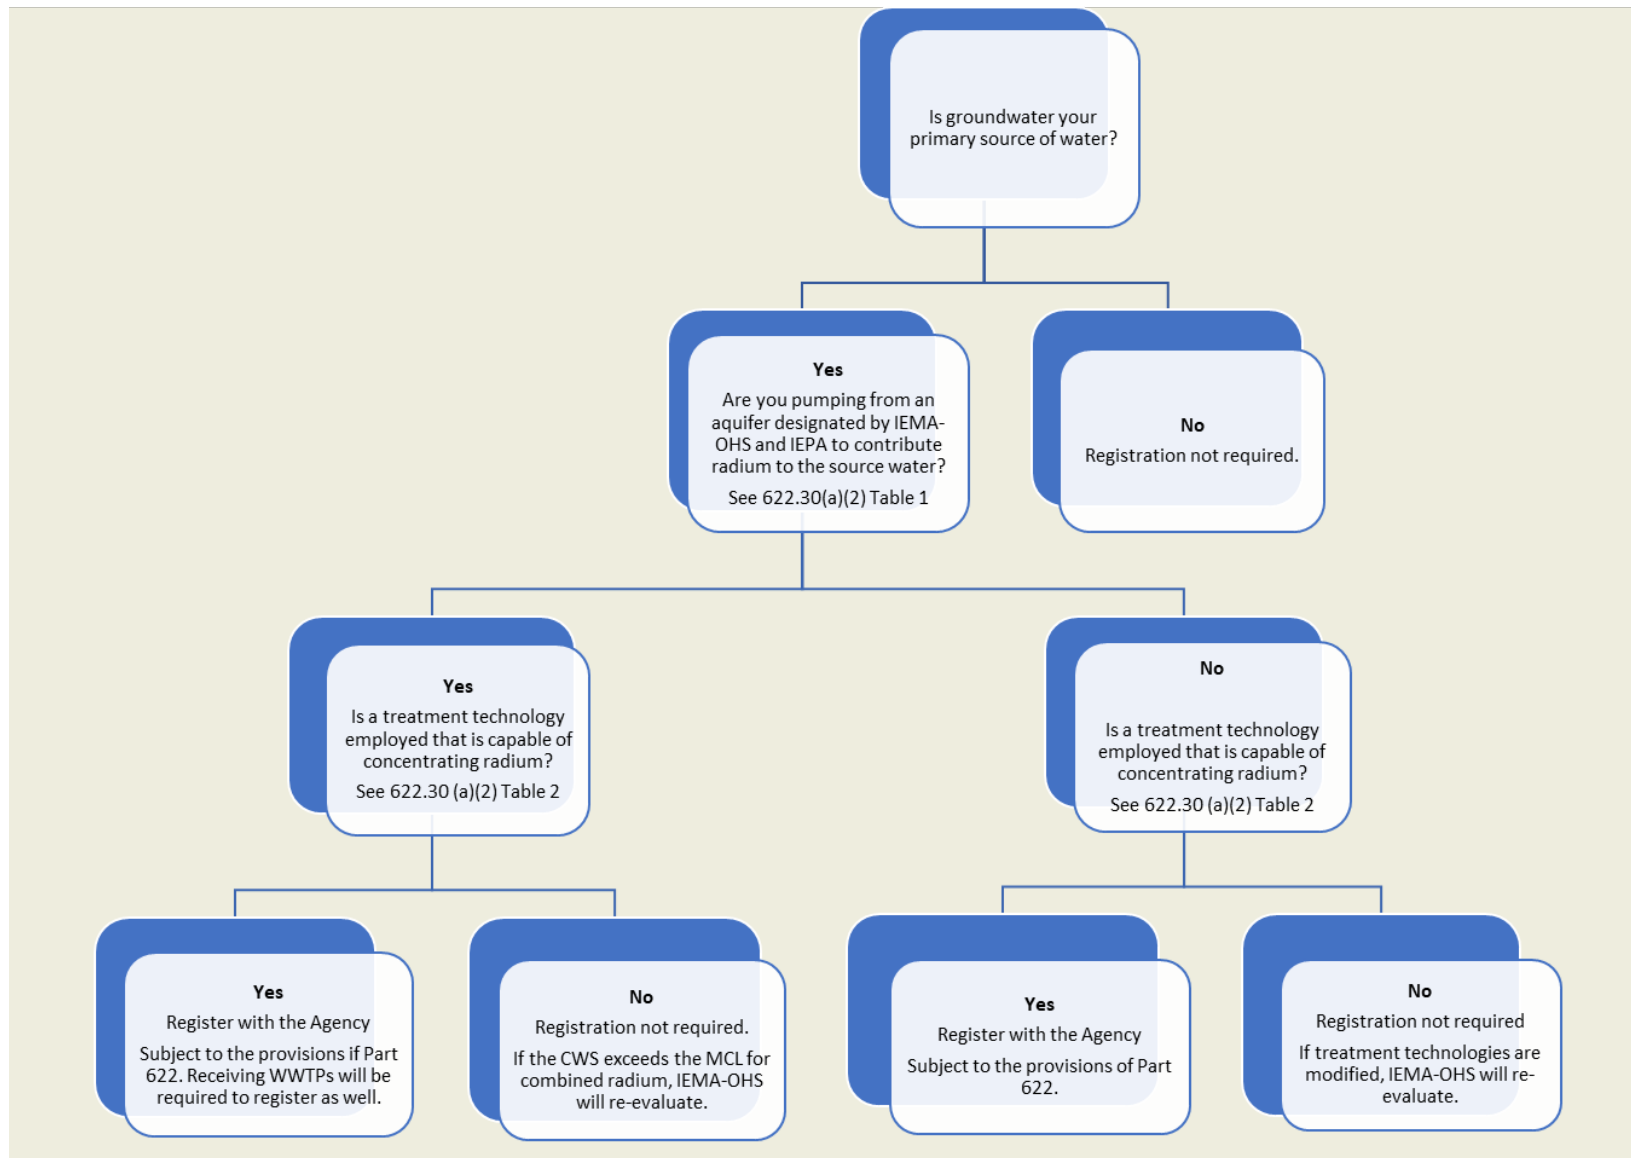 Is groundwater your
primary source of water?
Yes
Are you pumping from an
aquifer designated by IEMA-
OHS and IEPA to contribute
radium to the source water?
See 622.30(a)(2) Table 1
No
Registration not required.
Yes
Is a treatment technology
employed that is capable of
concentrating radium?
See 622.30 (a)(2) Table 2
No
Is a treatment technology
employed that is capable of
concentrating radium?
See 622.30 (a)(2) Table 2
Yes
Register with the Agency
Subject to the provisions if Part
622. Receiving WWTPs will be
required to register as well.
No
Registration not required.
If the CWS exceeds the MCL for
combined radium, IEMA-OHS
will re-evaluate.
Yes
Register with the Agency
Subject to the provisions of Part
622.
No
Registration not required
If treatment technologies are
modified, IEMA-OHS will re-
evaluate.